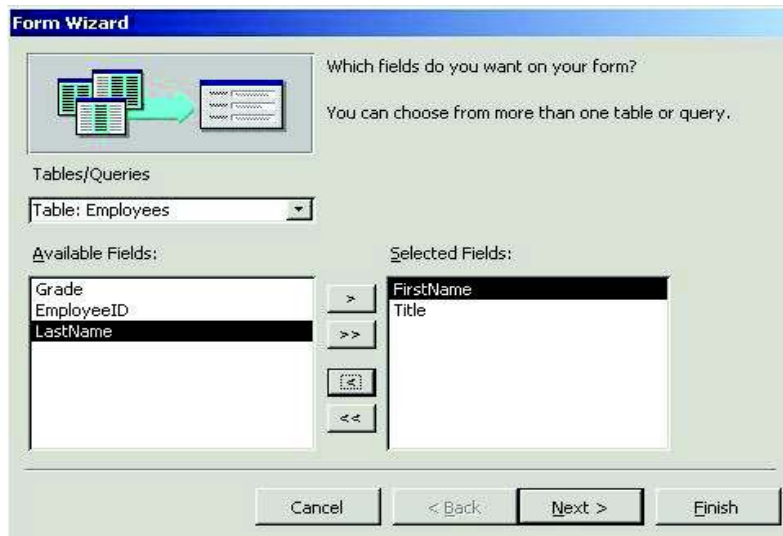 Form Wizard
Which fields do you want on your form?
You can choose from more than one table or query.
Tables/Queries
Table: Employees
Available Fields:
Selected Fields:
Grade
EmployeeID
LastName
>
>>
<
<<
FirstName
Title
Cancel
< Back
Next >
Finish